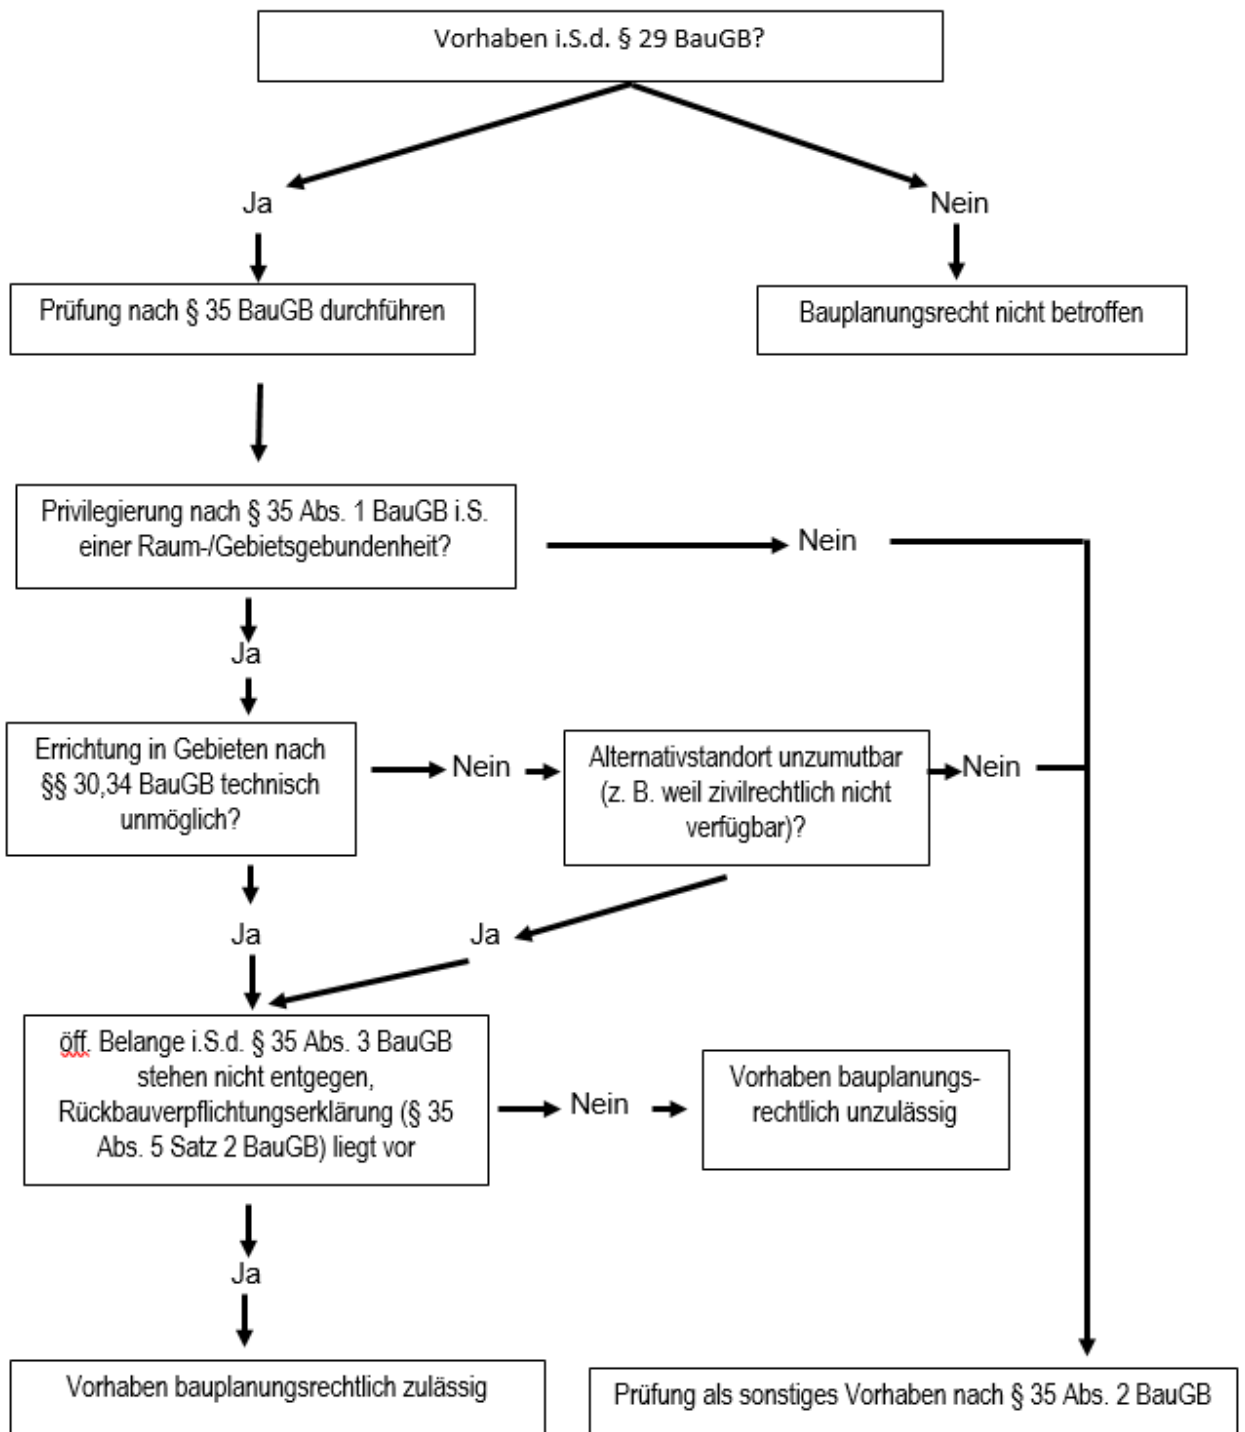 Vorhaben i.S.d. § 29 BauGB?
Ja
Nein
Prüfung nach § 35 BauGB durchführen
Bauplanungsrecht nicht betroffen
Privilegierung nach § 35 Abs. 1 BauGB i.S.
einer Raum-/Gebietsgebundenheit?
Nein
Ja
Errichtung in Gebieten nach
§§ 30,34 BauGB technisch
unmöglich?
Nein
Alternativstandort unzumutbar
(z. B. weil zivilrechtlich nicht
verfügbar)?
Nein
Ja
Ja
öff. Belange i.S.d. § 35 Abs. 3 BauGB
stehen nicht entgegen,
Rückbauverpflichtungserklärung (§ 35
Abs. 5 Satz 2 BauGB) liegt vor
Nein
Vorhaben bauplanungs-
rechtlich unzulässig
Ja
Vorhaben bauplanungsrechtlich zulässig
Prüfung als sonstiges Vorhaben nach § 35 Abs. 2 BauGB